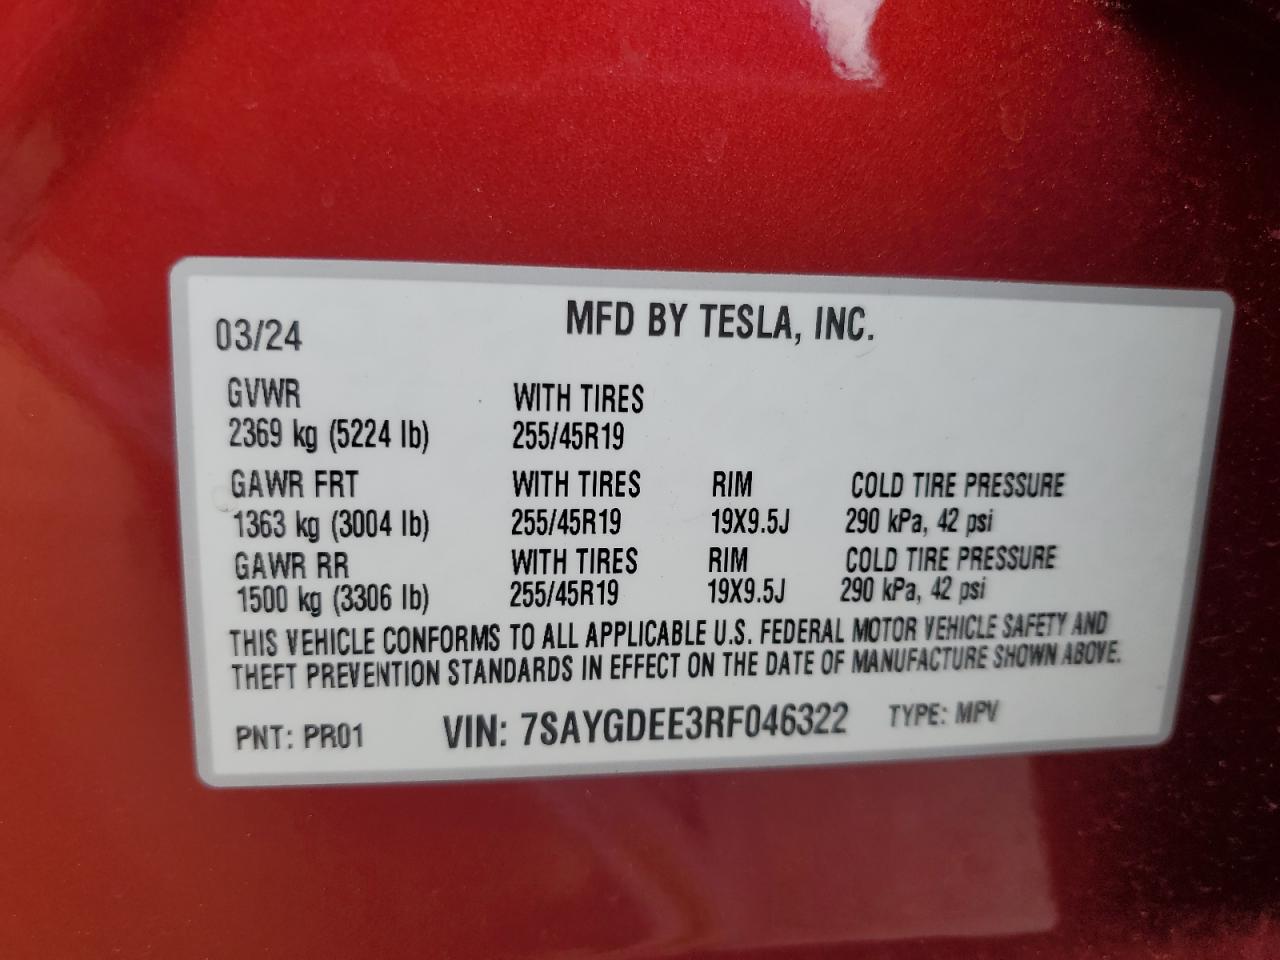 MFD BY TESLA, INC.
03/24
GVWR WITH TIRES
2369 kg (5224 lb) 255/45R19
GAWR FRT WITH TIRES RIM COLD TIRE PRESSURE
1363 kg (3004 lb) 255/45R19 19X9.5J 290 kPa, 42 psi
GAWR RR WITH TIRES RIM COLD TIRE PRESSURE
1500 kg (3306 lb) 255/45R19 19X9.5J 290 kPa, 42 psi
THIS VEHICLE CONFORMS TO ALL APPLICABLE U.S. FEDERAL MOTOR VEHICLE SAFETY AND
THEFT PREVENTION STANDARDS IN EFFECT ON THE DATE OF MANUFACTURE SHOWN ABOVE.
PNT: PR01 VIN: 7SAYGDEE3RF046322 TYPE: MPV